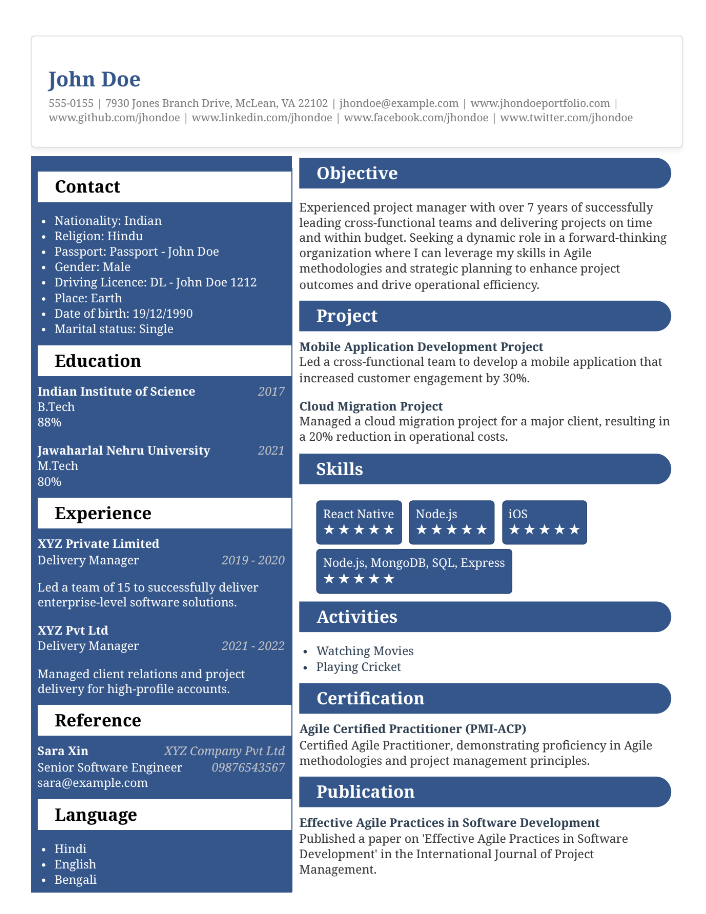 John Doe
555-0155 | 7930 Jones Branch Drive, McLean, VA 22102 | jhondoe@example.com | www.jhondoeportfolio.com |
www.github.com/jhondoe | www.linkedin.com/jhondoe | www.facebook.com/jhondoe | www.twitter.com/jhondoe
Contact
• Nationality: Indian
• Religion: Hindu
• Passport: Passport - John Doe
• Gender: Male
• Driving Licence: DL - John Doe 1212
• Place: Earth
• Date of birth: 19/12/1990
• Marital status: Single
Education
Indian Institute of Science 2017
B.Tech
88%
Jawaharlal Nehru University 2021
M.Tech
80%
Experience
XYZ Private Limited
Delivery Manager 2019 - 2020
Led a team of 15 to successfully deliver
enterprise-level software solutions.
XYZ Pvt Ltd
Delivery Manager 2021 - 2022
Managed client relations and project
delivery for high-profile accounts.
Reference
Sara Xin XYZ Company Pvt Ltd
Senior Software Engineer 09876543567
sara@example.com
Language
• Hindi
• English
• Bengali
Objective
Experienced project manager with over 7 years of successfully
leading cross-functional teams and delivering projects on time
and within budget. Seeking a dynamic role in a forward-thinking
organization where I can leverage my skills in Agile
methodologies and strategic planning to enhance project
outcomes and drive operational efficiency.
Project
Mobile Application Development Project
Led a cross-functional team to develop a mobile application that
increased customer engagement by 30%.
Cloud Migration Project
Managed a cloud migration project for a major client, resulting in
a 20% reduction in operational costs.
Skills
React Native Node.js iOS
★ ★ ★ ★ ★ ★ ★ ★ ★ ★ ★ ★ ★ ★ ★
Node.js, MongoDB, SQL, Express
★ ★ ★ ★ ★
Activities
• Watching Movies
• Playing Cricket
Certification
Agile Certified Practitioner (PMI-ACP)
Certified Agile Practitioner, demonstrating proficiency in Agile
methodologies and project management principles.
Publication
Effective Agile Practices in Software Development
Published a paper on 'Effective Agile Practices in Software
Development' in the International Journal of Project
Management.